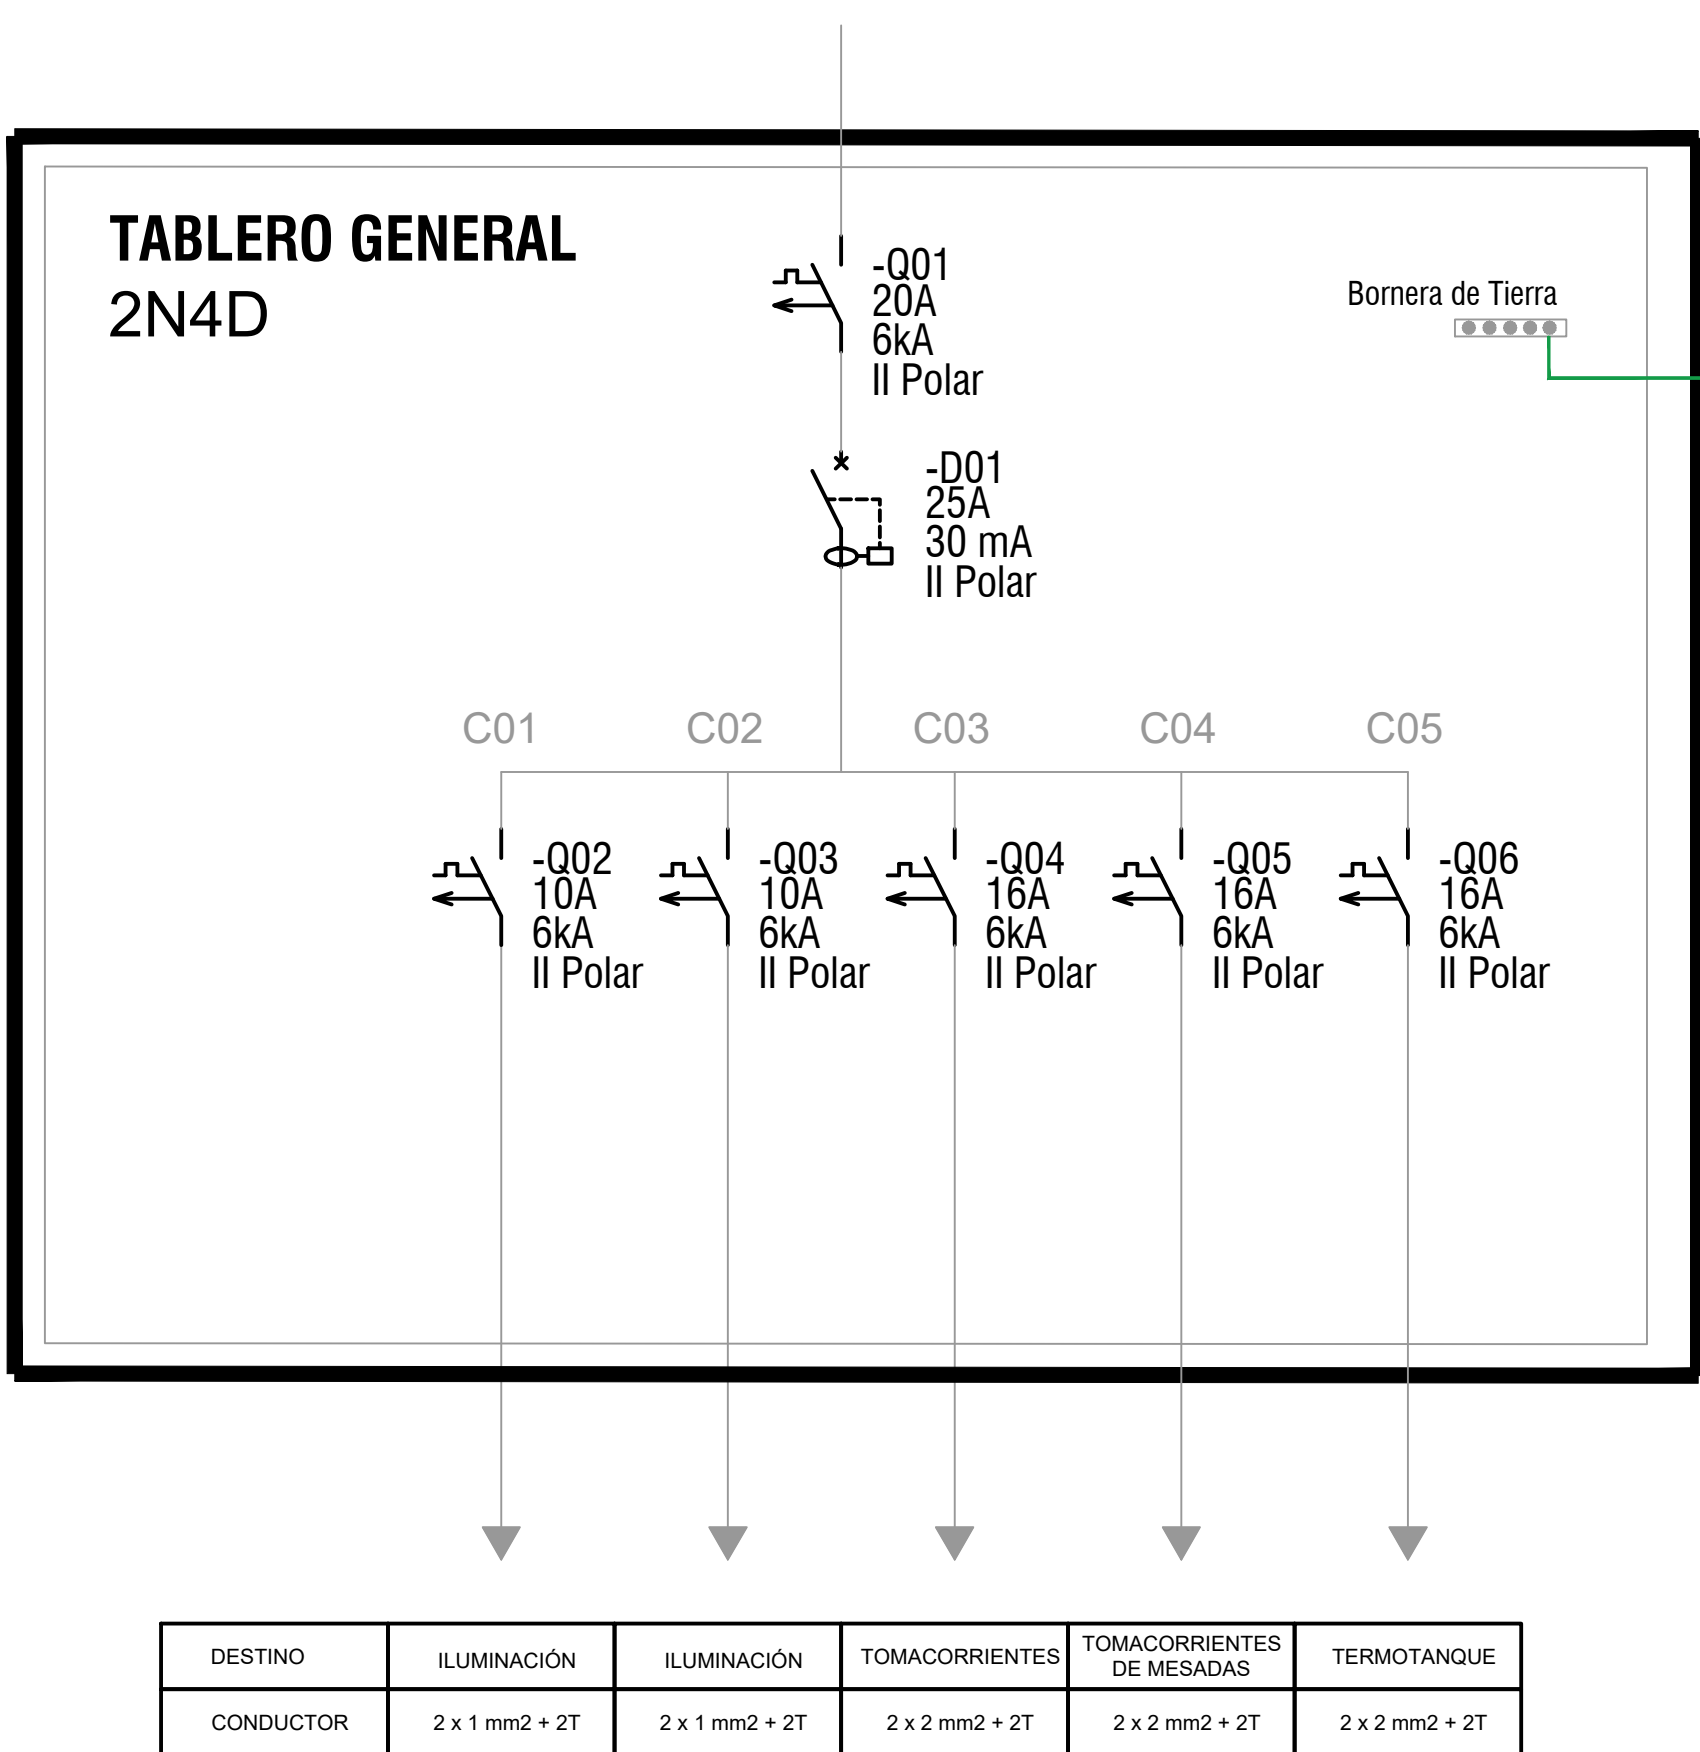 TABLERO GENERAL
2N4D
-Q01
20A
6kA
II Polar
Bornera de Tierra
-D01
25A
30 mA
II Polar
C01
C02
C03
C04
C05
-Q02
10A
6kA
II Polar
-Q03
10A
6kA
II Polar
-Q04
16A
6kA
II Polar
-Q05
16A
6kA
II Polar
-Q06
16A
6kA
II Polar
DESTINO
ILUMINACIÓN
ILUMINACIÓN
TOMACORRIENTES
TOMACORRIENTES
DE MESADAS
TERMOTANQUE
CONDUCTOR
2 x 1 mm2 + 2T
2 x 1 mm2 + 2T
2 x 2 mm2 + 2T
2 x 2 mm2 + 2T
2 x 2 mm2 + 2T